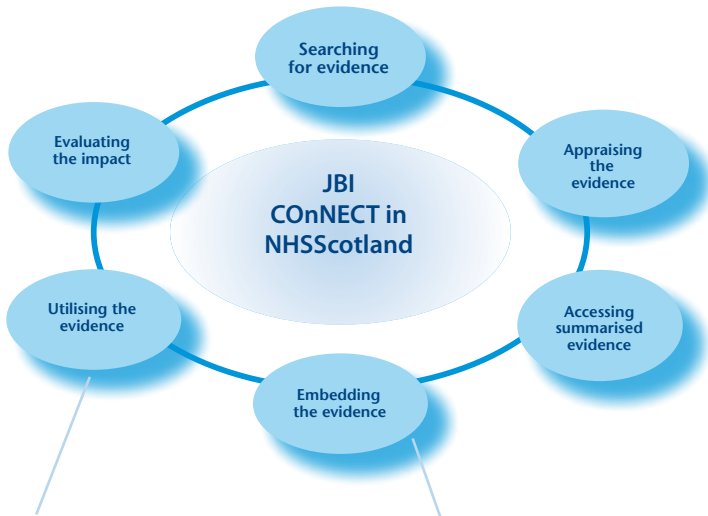 Searching
for evidence
Evaluating
the impact
Appraising
the
evidence
JBI
COnNECT in
NHSScotland
Utilising the
evidence
Accessing
summarised
evidence
Embedding
the evidence